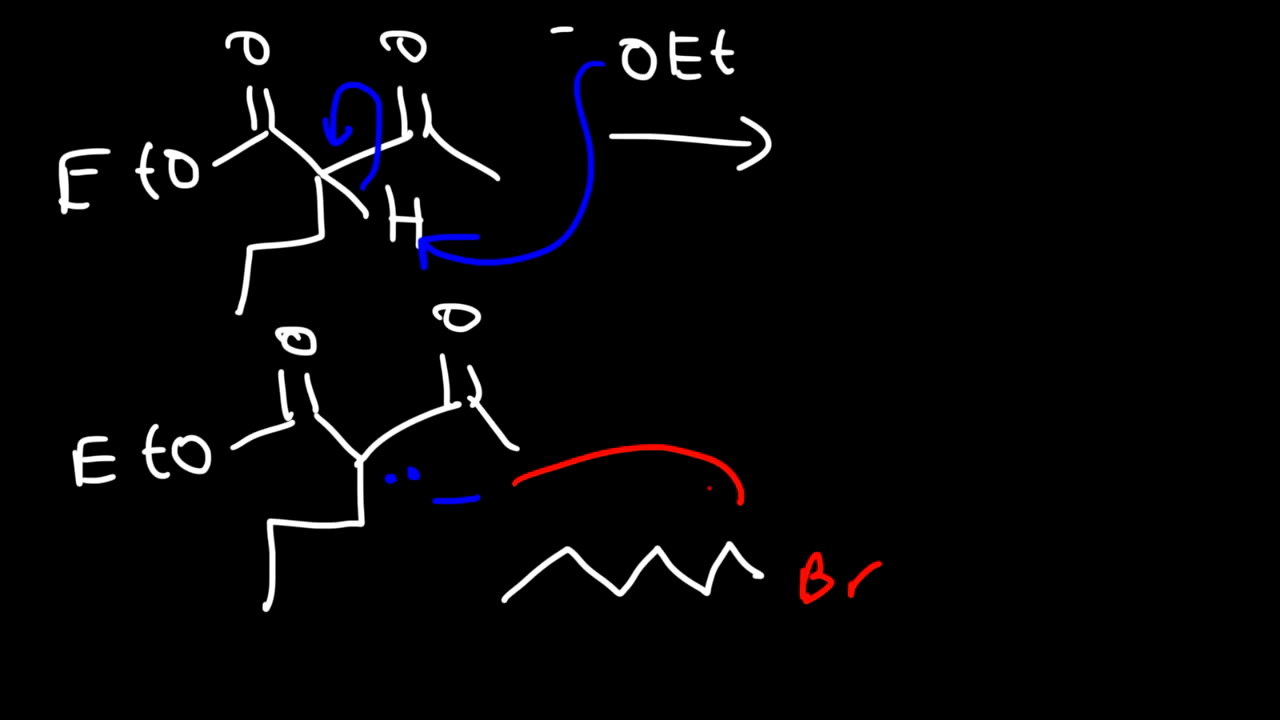 O O - OEt
EtO
H
O O
EtO
.. -
Br